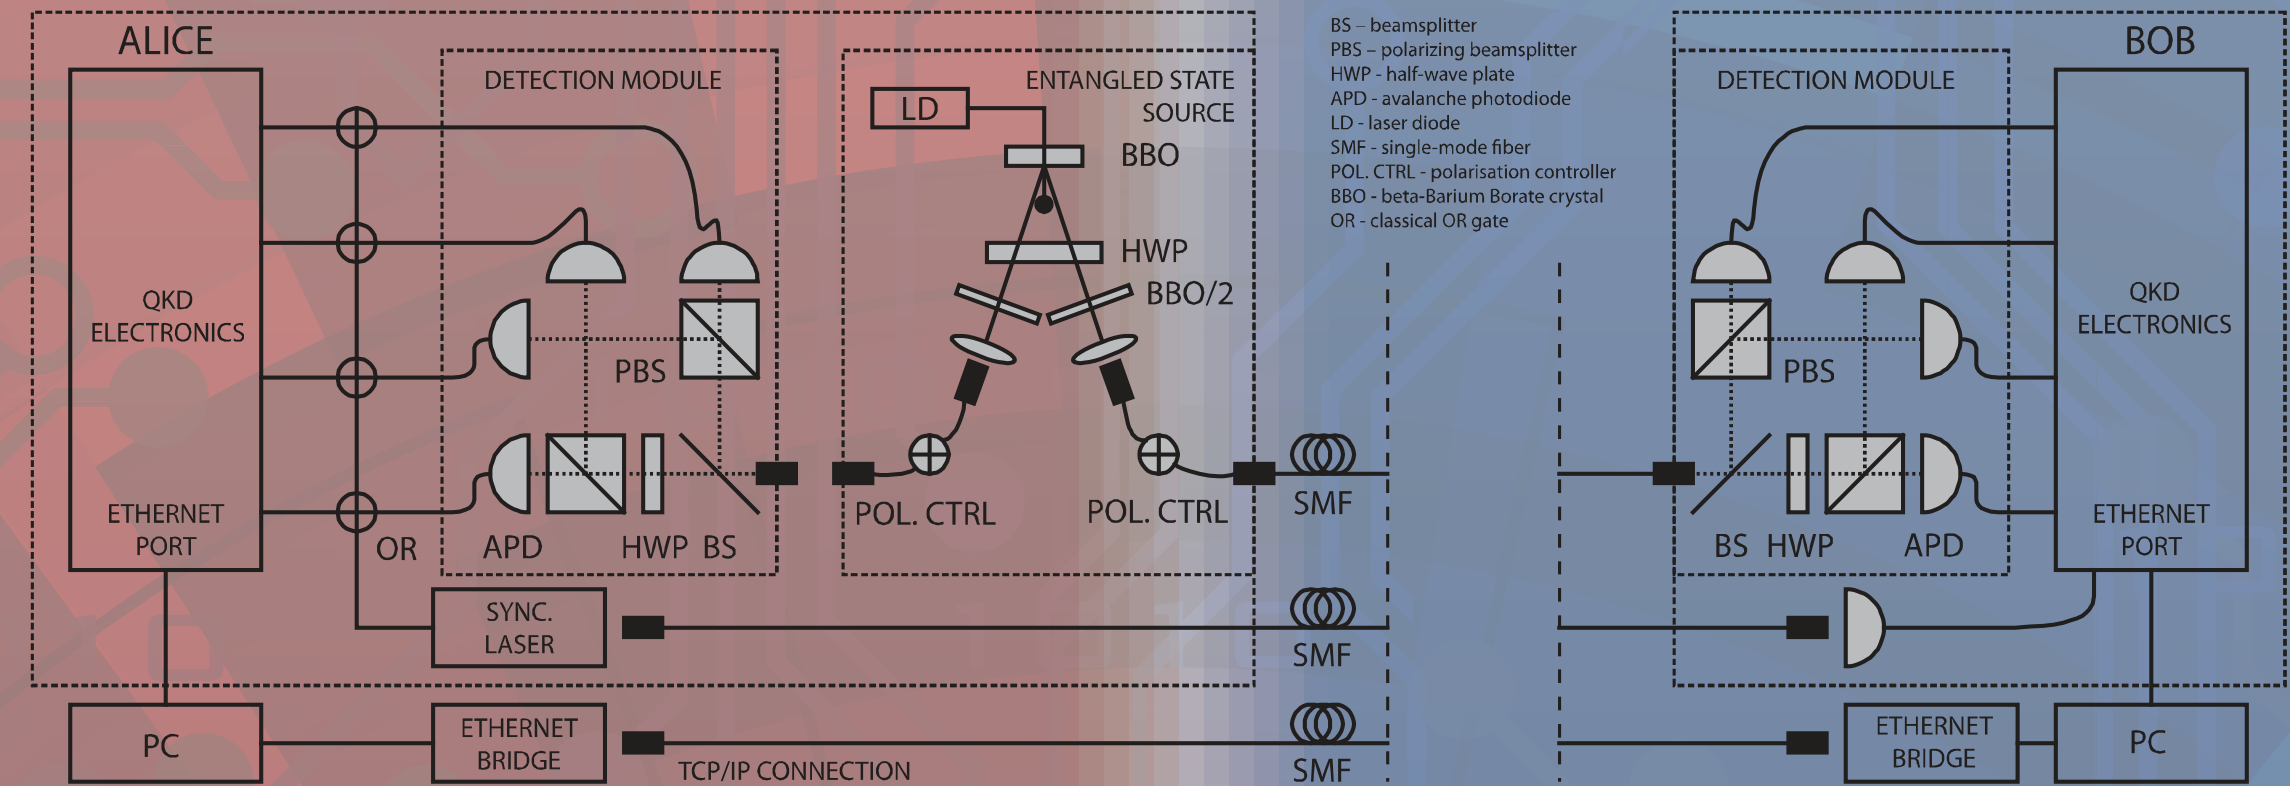 ALICE
QKD
ELECTRONICS
ETHERNET
PORT
OR
DETECTION MODULE
PBS
APD
HWP
BS
SYNC.
LASER
PC
ETHERNET
BRIDGE
TCP/IP CONNECTION
ENTANGLED STATE
SOURCE
LD
BBO
HWP
BBO/2
POL. CTRL
POL. CTRL
BS – beamsplitter
PBS – polarizing beamsplitter
HWP - half-wave plate
APD - avalanche photodiode
LD - laser diode
SMF - single-mode fiber
POL. CTRL - polarisation controller
BBO - beta-Barium Borate crystal
OR - classical OR gate
SMF
SMF
SMF
BOB
DETECTION MODULE
PBS
BS
HWP
APD
QKD
ELECTRONICS
ETHERNET
PORT
ETHERNET
BRIDGE
PC